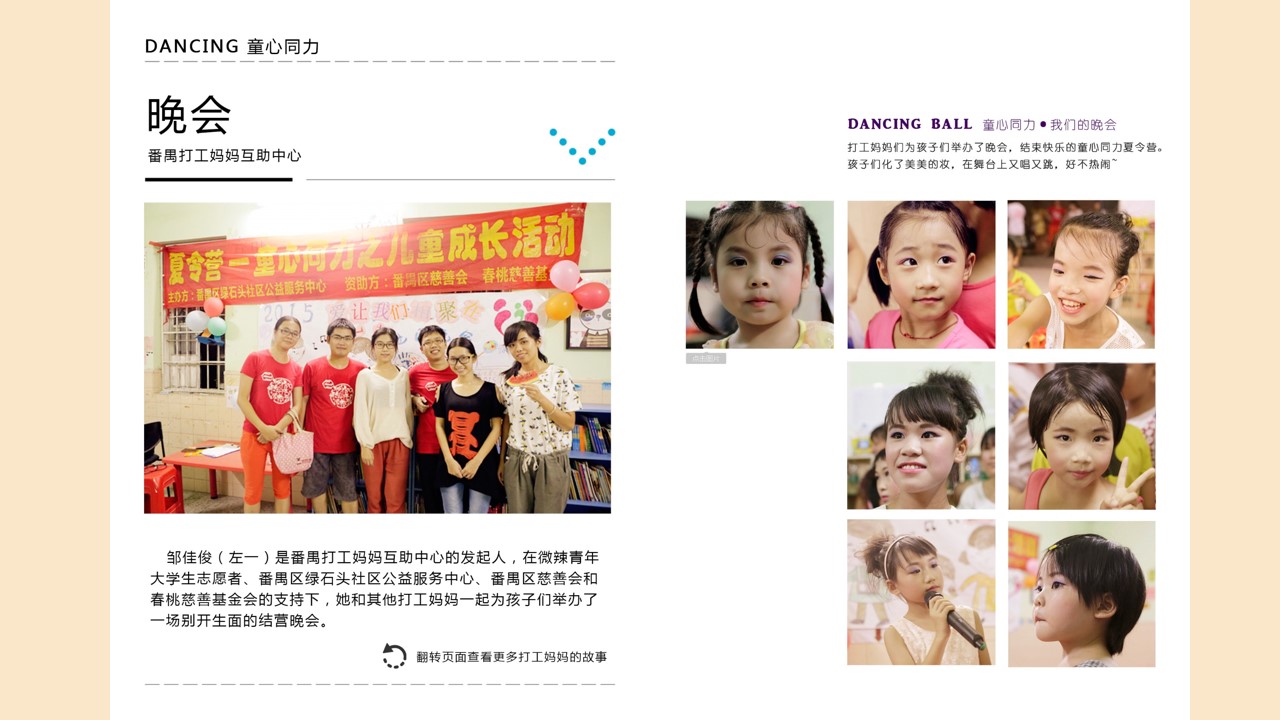 DANCING 童心同力
晚会
番禺打工妈妈互助中心
夏令营—童心同力之儿童成长活动
主办方：番禺区绿石头社区公益服务中心 资助方：番禺区慈善会 春桃慈善基
2015 爱让我们相聚在
邹佳俊（左一）是番禺打工妈妈互助中心的发起人，在微辣青年
大学生志愿者、番禺区绿石头社区公益服务中心、番禺区慈善会和
春桃慈善基金会的支持下，她和其他打工妈妈一起为孩子们举办了
一场别开生面的结营晚会。
翻转页面查看更多打工妈妈的故事
DANCING BALL 童心同力•我们的晚会
打工妈妈们为孩子们举办了晚会，结束快乐的童心同力夏令营。
孩子们化了美美的妆，在舞台上又唱又跳，好不热闹~
点击图片